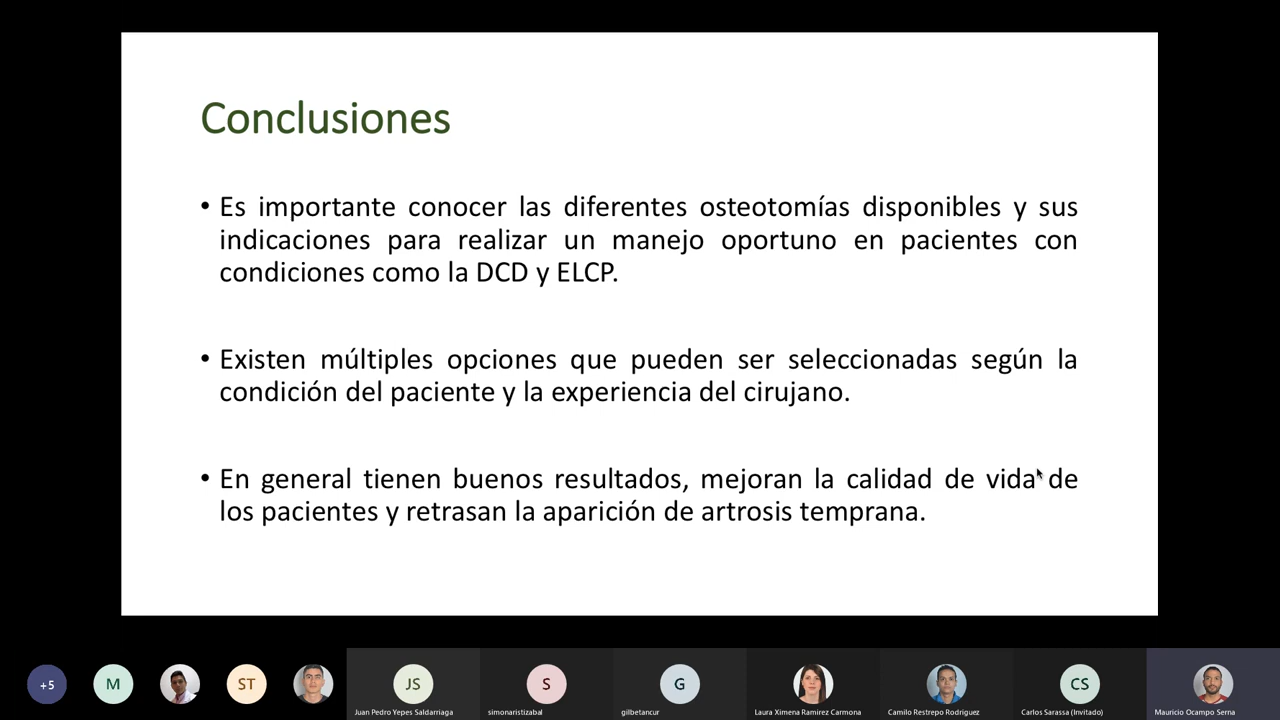 Conclusiones
• Es importante conocer las diferentes osteotomías disponibles y sus
indicaciones para realizar un manejo oportuno en pacientes con
condiciones como la DCD y ELCP.
• Existen múltiples opciones que pueden ser seleccionadas según la
condición del paciente y la experiencia del cirujano.
• En general tienen buenos resultados, mejoran la calidad de vida de
los pacientes y retrasan la aparición de artrosis temprana.
+5
M
ST
JS
S
G
CS
Juan Pedro Yepes Saldarriaga
simonaristizabal
gilbetancur
Laura Ximena Ramirez Carmona
Camilo Restrepo Rodriguez
Carlos Sarassa (Invitado)
Mauricio Ocampo Serna